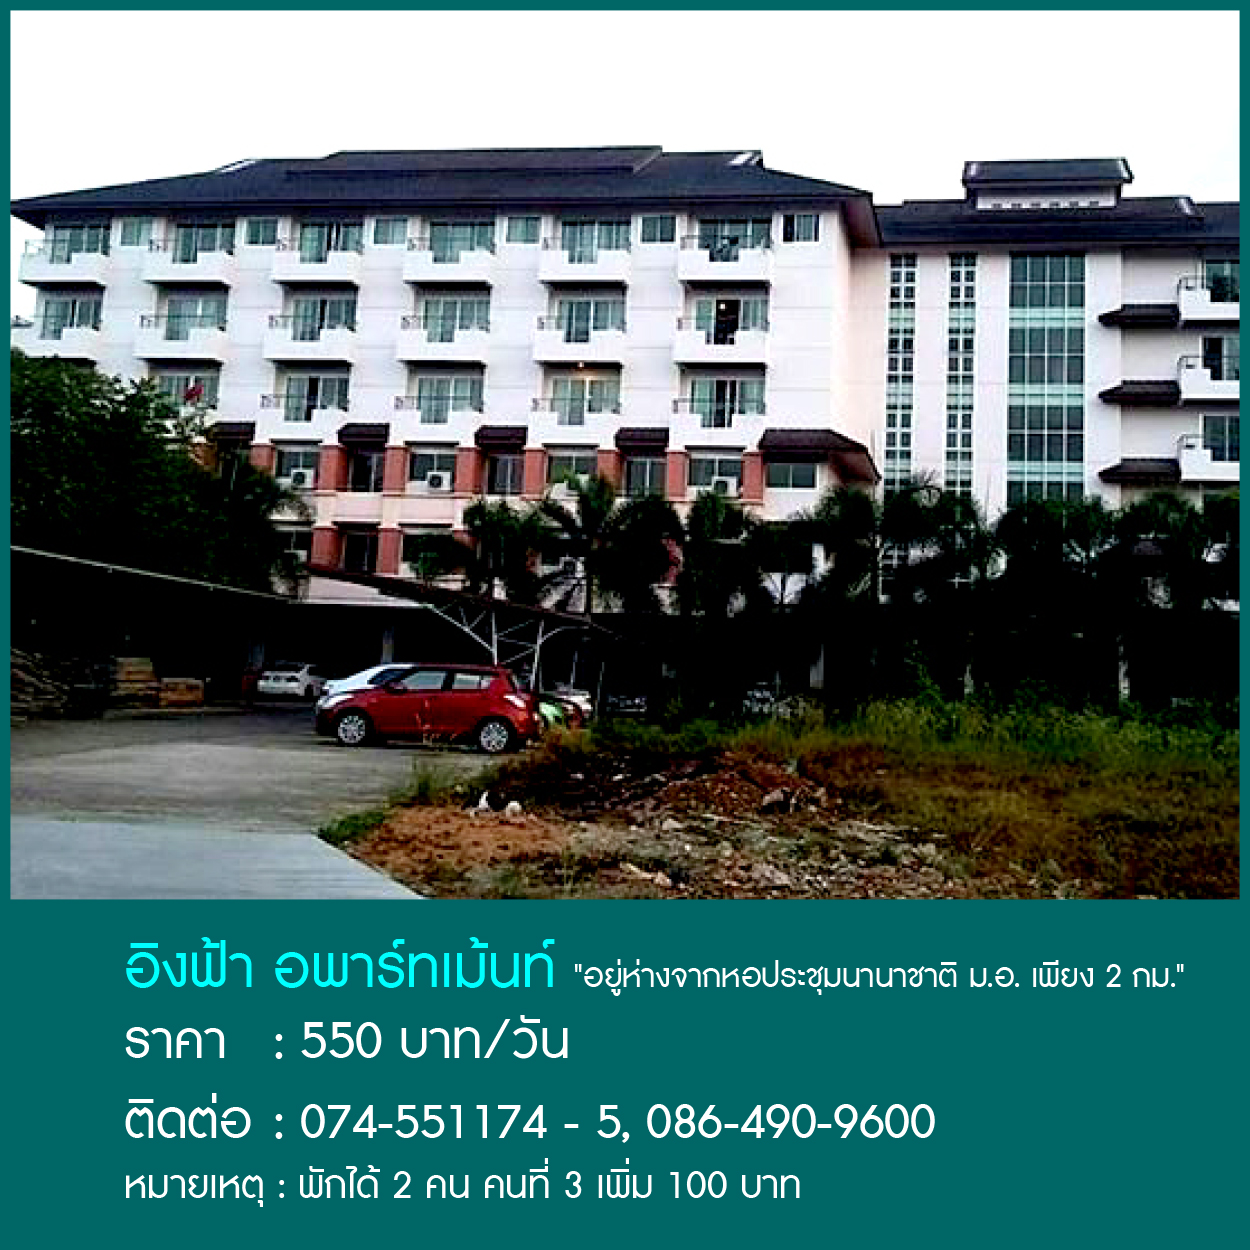 อิงฟ้า อพาร์ทเม้นท์ "อยู่ห่างจากหอประชุมนานาชาติ ม.อ. เพียง 2 กม."
ราคา : 550 บาท/วัน
ติดต่อ : 074-551174 - 5, 086-490-9600
หมายเหตุ : พักได้ 2 คน คนที่ 3 เพิ่ม 100 บาท